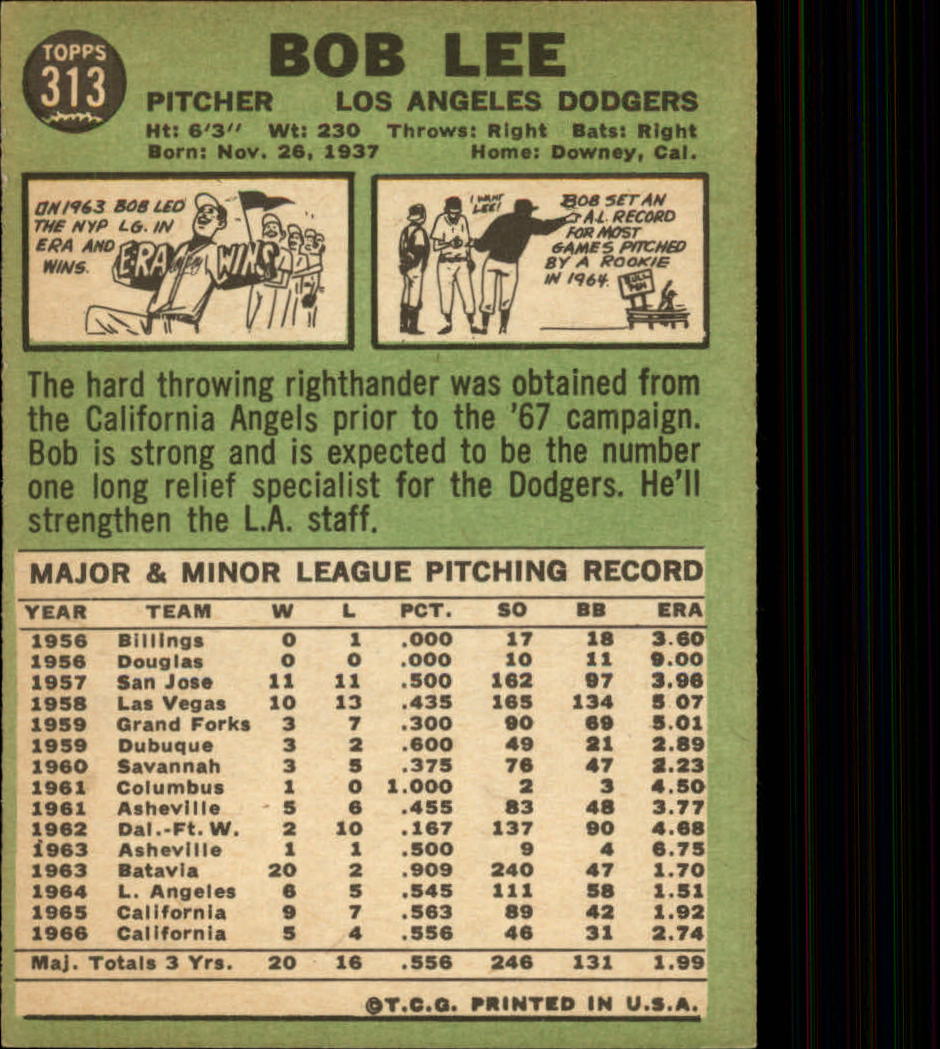 TOPPS
313
BOB LEE
PITCHER LOS ANGELES DODGERS
Ht: 6'3" Wt: 230 Throws: Right Bats: Right
Born: Nov. 26, 1937 Home: Downey, Cal.
IN 1963 BOB LED
THE NYP LG. IN
ERA AND
WINS.
ERA WINS
I WANT
LEE!
BOB SET AN
A.L. RECORD
FOR MOST
GAMES PITCHED
BY A ROOKIE
IN 1964.
BULL
PEN
The hard throwing righthander was obtained from
the California Angels prior to the '67 campaign.
Bob is strong and is expected to be the number
one long relief specialist for the Dodgers. He'll
strengthen the L.A. staff.
MAJOR & MINOR LEAGUE PITCHING RECORD
YEAR TEAM W L PCT. SO BB ERA
1956 Billings 0 1 .000 17 18 3.60
1956 Douglas 0 0 .000 10 11 9.00
1957 San Jose 11 11 .500 162 97 3.96
1958 Las Vegas 10 13 .435 165 134 5.07
1959 Grand Forks 3 7 .300 90 69 5.01
1959 Dubuque 3 2 .600 49 21 2.89
1960 Savannah 3 5 .375 76 47 2.23
1961 Columbus 1 0 1.000 2 3 4.50
1961 Asheville 5 6 .455 83 48 3.77
1962 Dal.-Ft. W. 2 10 .167 137 90 4.68
1963 Asheville 1 1 .500 9 4 6.75
1963 Batavia 20 2 .909 240 47 1.70
1964 L. Angeles 6 5 .545 111 58 1.51
1965 California 9 7 .563 89 42 1.92
1966 California 5 4 .556 46 31 2.74
Maj. Totals 3 Yrs. 20 16 .556 246 131 1.99
©T.C.G. PRINTED IN U.S.A.